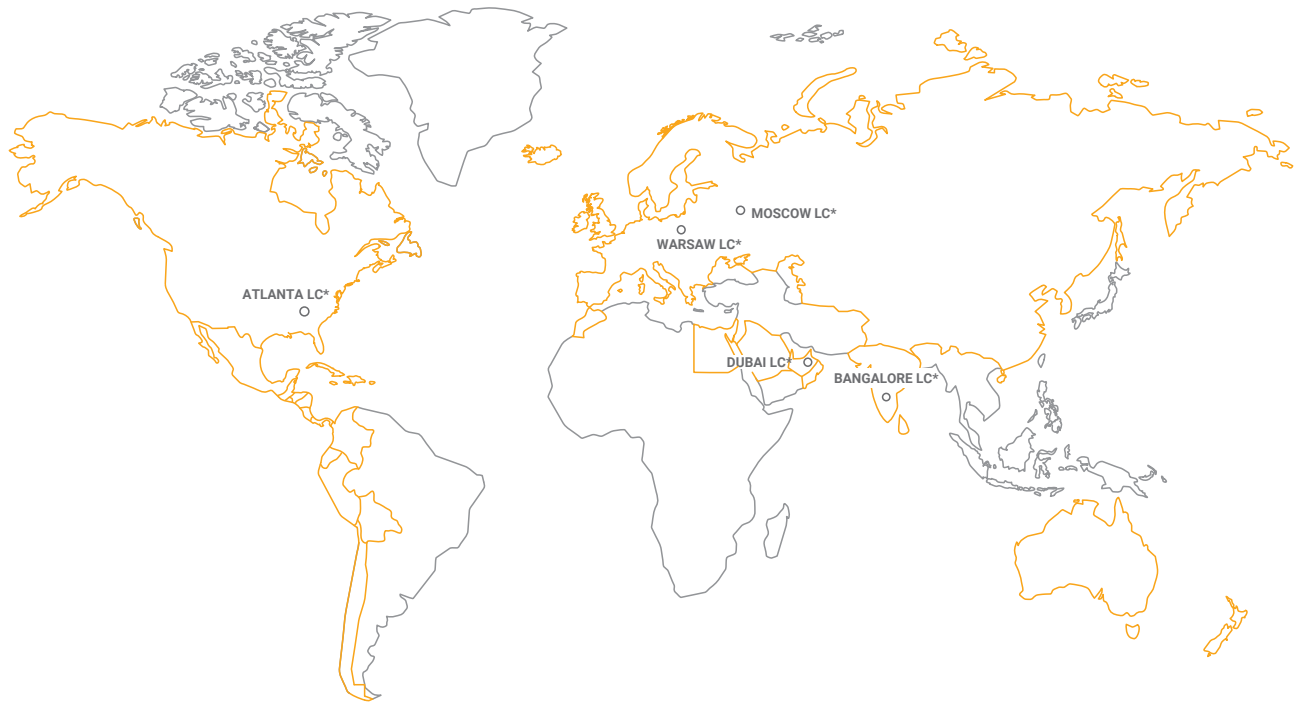 MOSCOW LC*
WARSAW LC*
ATLANTA LC*
DUBAI LC*
BANGALORE LC*